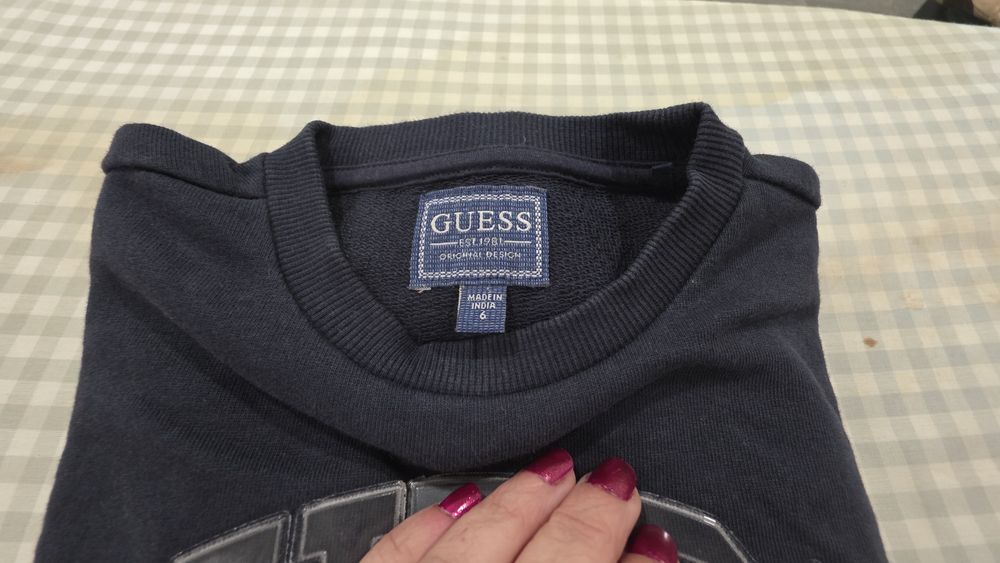 GUESS
EST.1981
ORIGINAL DESIGN
MADE IN
INDIA
6